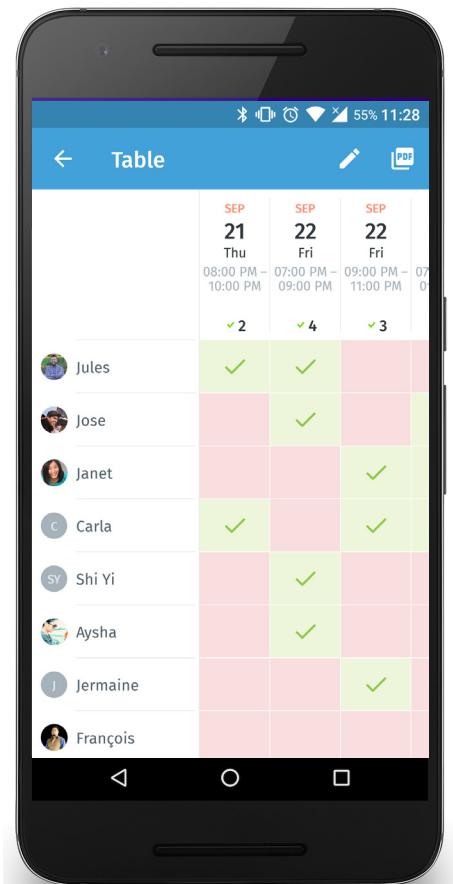 55% 11:28
Table
PDF
SEP SEP SEP
21 22 22
Thu Fri Fri
08:00 PM – 07:00 PM – 09:00 PM – 07
10:00 PM 09:00 PM 11:00 PM
2 4 3
Jules
Jose
Janet
C Carla
SY Shi Yi
Aysha
J Jermaine
François